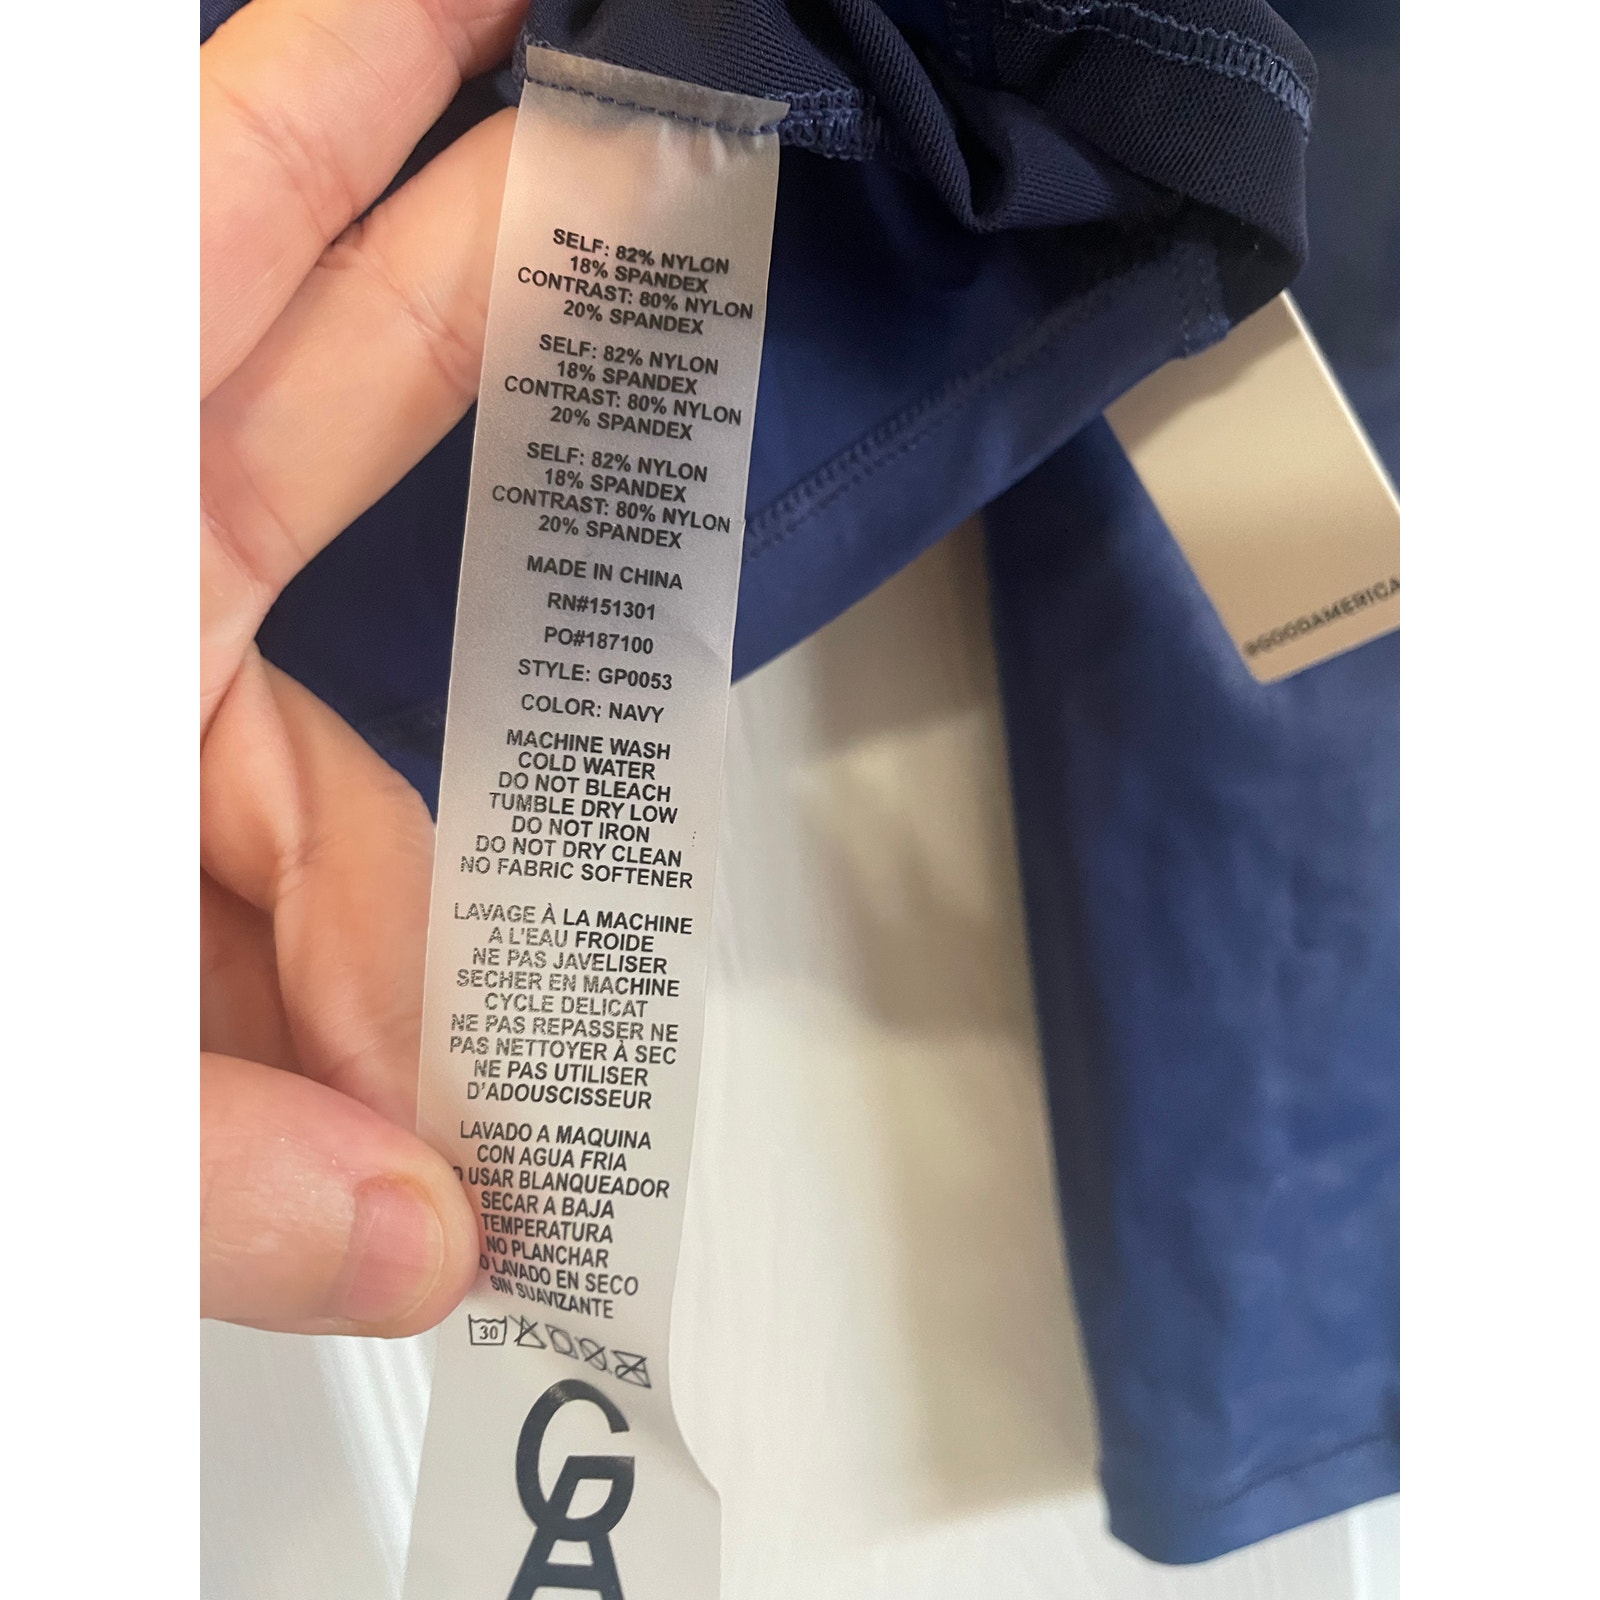 SELF: 82% NYLON
18% SPANDEX
CONTRAST: 80% NYLON
20% SPANDEX
SELF: 82% NYLON
18% SPANDEX
CONTRAST: 80% NYLON
20% SPANDEX
SELF: 82% NYLON
18% SPANDEX
CONTRAST: 80% NYLON
20% SPANDEX
MADE IN CHINA
RN#151301
PO#187100
STYLE: GP0053
COLOR: NAVY
MACHINE WASH
COLD WATER
DO NOT BLEACH
TUMBLE DRY LOW
DO NOT IRON
DO NOT DRY CLEAN
NO FABRIC SOFTENER
LAVAGE À LA MACHINE
A L'EAU FROIDE
NE PAS JAVELISER
SECHER EN MACHINE
CYCLE DELICAT
NE PAS REPASSER NE
PAS NETTOYER À SEC
NE PAS UTILISER
D'ADOUSCISSEUR
LAVADO A MAQUINA
CON AGUA FRIA
O USAR BLANQUEADOR
SECAR A BAJA
TEMPERATURA
NO PLANCHAR
O LAVADO EN SECO
SIN SUAVIZANTE
30
GA
#GOODAMERICA